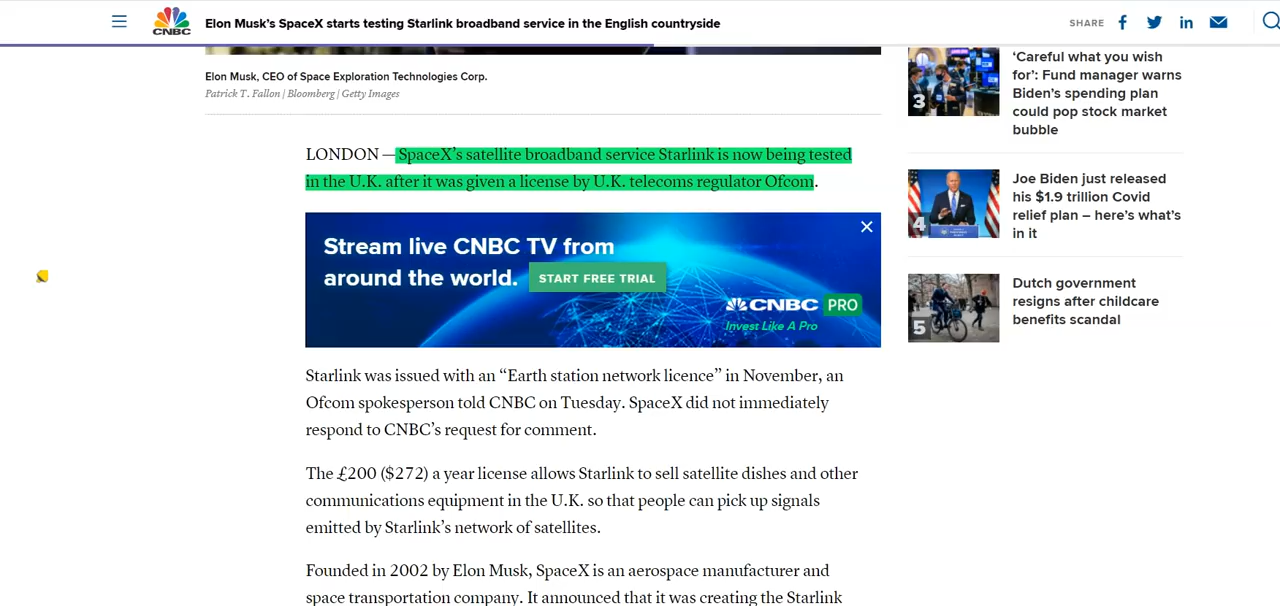 CNBC
Elon Musk's SpaceX starts testing Starlink broadband service in the English countryside
SHARE
Elon Musk, CEO of Space Exploration Technologies Corp.
Patrick T. Fallon | Bloomberg | Getty Images
LONDON — SpaceX's satellite broadband service Starlink is now being tested
in the U.K. after it was given a license by U.K. telecoms regulator Ofcom.
Stream live CNBC TV from
around the world. START FREE TRIAL
CNBC PRO
Invest Like A Pro
Starlink was issued with an “Earth station network licence” in November, an
Ofcom spokesperson told CNBC on Tuesday. SpaceX did not immediately
respond to CNBC's request for comment.
The £200 ($272) a year license allows Starlink to sell satellite dishes and other
communications equipment in the U.K. so that people can pick up signals
emitted by Starlink's network of satellites.
Founded in 2002 by Elon Musk, SpaceX is an aerospace manufacturer and
space transportation company. It announced that it was creating the Starlink
3
‘Careful what you wish
for’: Fund manager warns
Biden's spending plan
could pop stock market
bubble
4
Joe Biden just released
his $1.9 trillion Covid
relief plan – here's what's
in it
5
Dutch government
resigns after childcare
benefits scandal